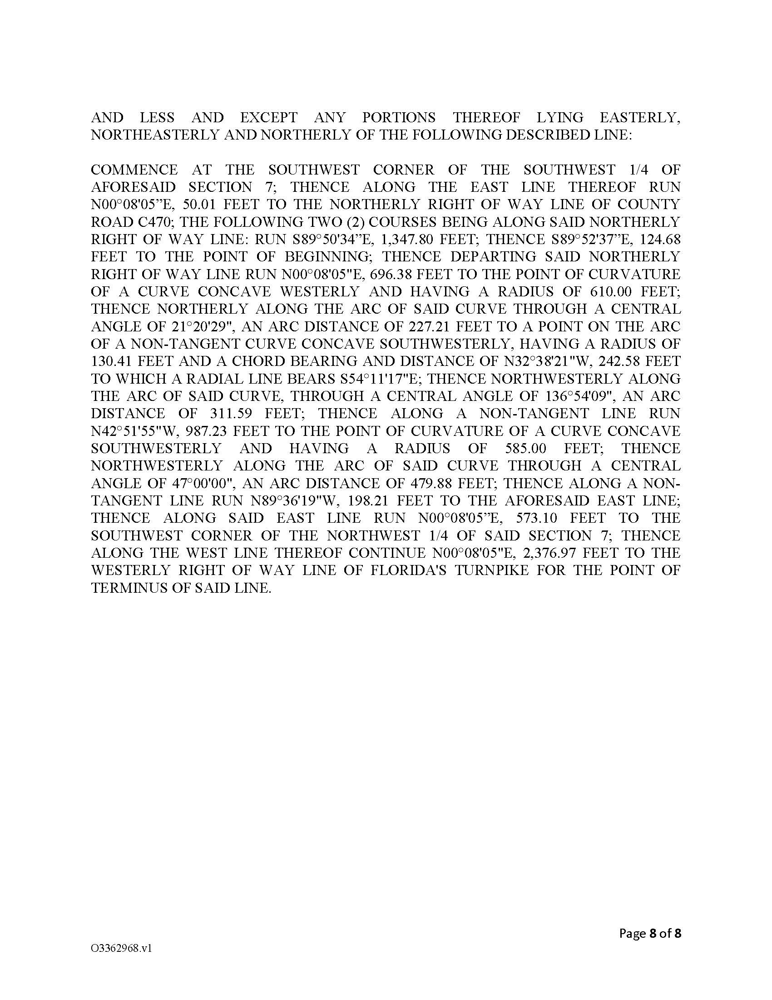 AND LESS AND EXCEPT ANY PORTIONS THEREOF LYING EASTERLY,
NORTHEASTERLY AND NORTHERLY OF THE FOLLOWING DESCRIBED LINE:
COMMENCE AT THE SOUTHWEST CORNER OF THE SOUTHWEST 1/4 OF
AFORESAID SECTION 7; THENCE ALONG THE EAST LINE THEREOF RUN
N00°08'05”E, 50.01 FEET TO THE NORTHERLY RIGHT OF WAY LINE OF COUNTY
ROAD C470; THE FOLLOWING TWO (2) COURSES BEING ALONG SAID NORTHERLY
RIGHT OF WAY LINE: RUN S89°50'34”E, 1,347.80 FEET; THENCE S89°52'37”E, 124.68
FEET TO THE POINT OF BEGINNING; THENCE DEPARTING SAID NORTHERLY
RIGHT OF WAY LINE RUN N00°08'05"E, 696.38 FEET TO THE POINT OF CURVATURE
OF A CURVE CONCAVE WESTERLY AND HAVING A RADIUS OF 610.00 FEET;
THENCE NORTHERLY ALONG THE ARC OF SAID CURVE THROUGH A CENTRAL
ANGLE OF 21°20'29", AN ARC DISTANCE OF 227.21 FEET TO A POINT ON THE ARC
OF A NON-TANGENT CURVE CONCAVE SOUTHWESTERLY, HAVING A RADIUS OF
130.41 FEET AND A CHORD BEARING AND DISTANCE OF N32°38'21"W, 242.58 FEET
TO WHICH A RADIAL LINE BEARS S54°11'17"E; THENCE NORTHWESTERLY ALONG
THE ARC OF SAID CURVE, THROUGH A CENTRAL ANGLE OF 136°54'09", AN ARC
DISTANCE OF 311.59 FEET; THENCE ALONG A NON-TANGENT LINE RUN
N42°51'55"W, 987.23 FEET TO THE POINT OF CURVATURE OF A CURVE CONCAVE
SOUTHWESTERLY AND HAVING A RADIUS OF 585.00 FEET; THENCE
NORTHWESTERLY ALONG THE ARC OF SAID CURVE THROUGH A CENTRAL
ANGLE OF 47°00'00", AN ARC DISTANCE OF 479.88 FEET; THENCE ALONG A NON-
TANGENT LINE RUN N89°36'19"W, 198.21 FEET TO THE AFORESAID EAST LINE;
THENCE ALONG SAID EAST LINE RUN N00°08'05”E, 573.10 FEET TO THE
SOUTHWEST CORNER OF THE NORTHWEST 1/4 OF SAID SECTION 7; THENCE
ALONG THE WEST LINE THEREOF CONTINUE N00°08'05"E, 2,376.97 FEET TO THE
WESTERLY RIGHT OF WAY LINE OF FLORIDA'S TURNPIKE FOR THE POINT OF
TERMINUS OF SAID LINE.
Page 8 of 8
O3362968.v1